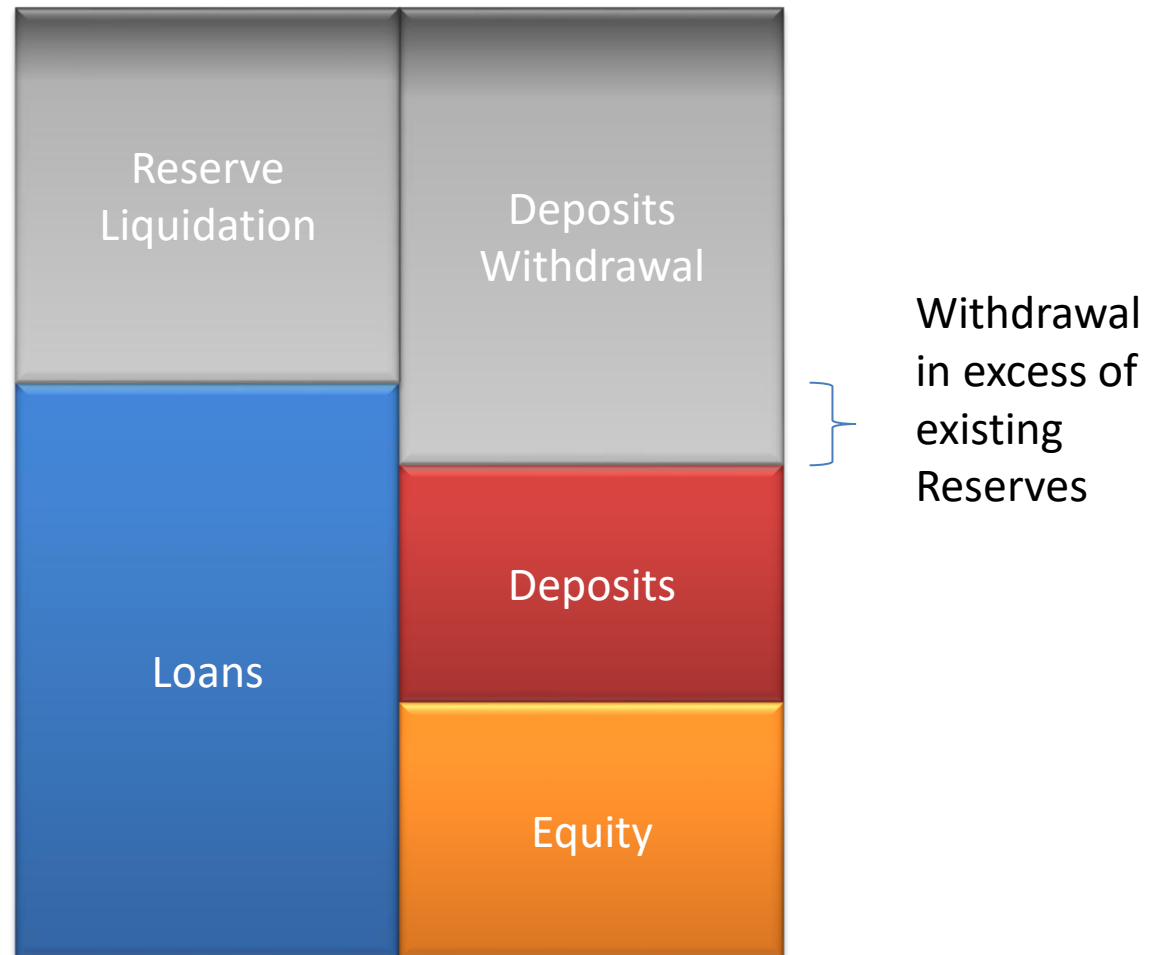 Reserve
Liquidation
Deposits
Withdrawal
Withdrawal
in excess of
existing
Reserves
Deposits
Loans
Equity